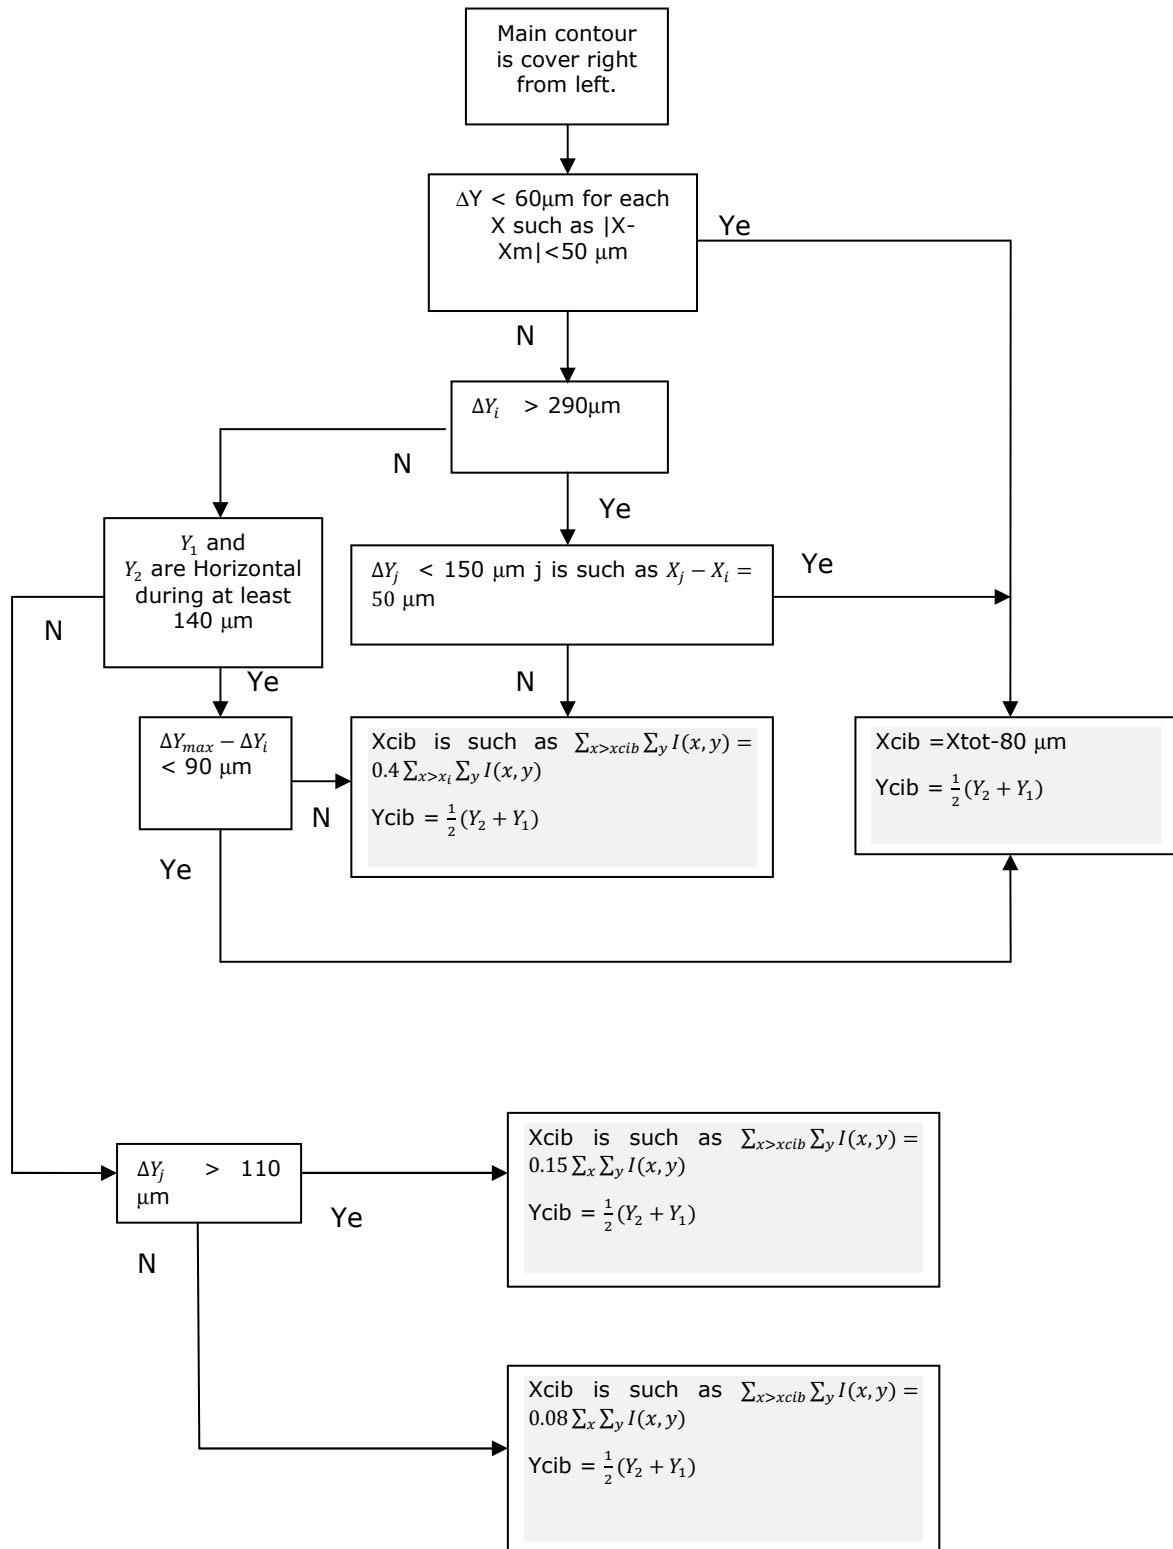 Main contour
is cover right
from left.
ΔY < 60μm for each
X such as |X-
Xm|<50 μm
Ye
N
ΔY_i > 290μm
N
Ye
Y_1 and
Y_2 are Horizontal
during at least
140 μm
ΔY_j < 150 μm j is such as X_j − X_i =
50 μm
Ye
N
Ye
N
ΔY_max − ΔY_i
< 90 μm
N
Ye
Xcib is such as ∑_{x>xcib} ∑_y I(x, y) =
0.4 ∑_{x>x_i} ∑_y I(x, y)
Ycib = 1/2 (Y_2 + Y_1)
Xcib =Xtot-80 μm
Ycib = 1/2 (Y_2 + Y_1)
ΔY_j > 110
μm
Ye
N
Xcib is such as ∑_{x>xcib} ∑_y I(x, y) =
0.15 ∑_x ∑_y I(x, y)
Ycib = 1/2 (Y_2 + Y_1)
Xcib is such as ∑_{x>xcib} ∑_y I(x, y) =
0.08 ∑_x ∑_y I(x, y)
Ycib = 1/2 (Y_2 + Y_1)